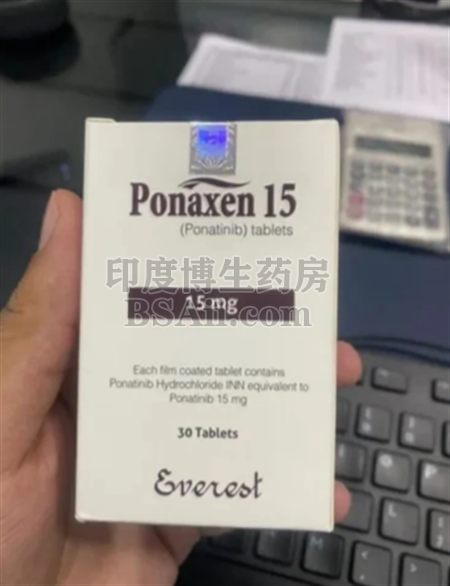 Ponaxen 15
(Ponatinib) tablets
印度博生药房
15 mg
BSAH.com
Each film coated tablet contains
Ponatinib Hydrochloride INN equivalent to
Ponatinib 15 mg
30 Tablets
Everest